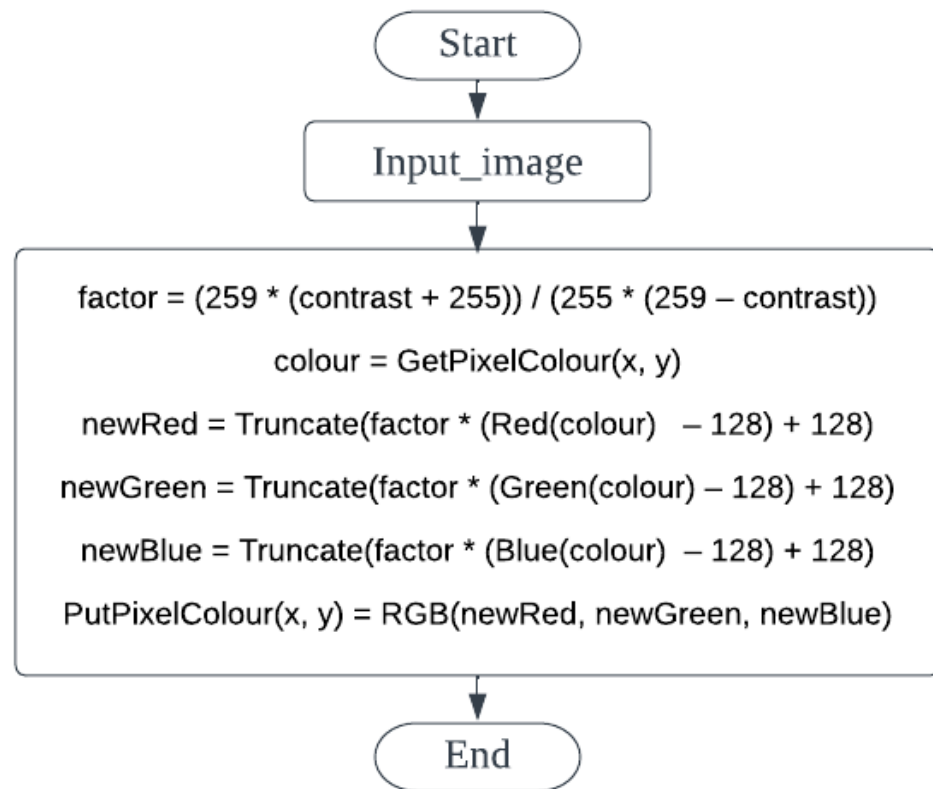 Start
Input_image
factor = (259 * (contrast + 255)) / (255 * (259 – contrast))
colour = GetPixelColour(x, y)
newRed = Truncate(factor * (Red(colour) – 128) + 128)
newGreen = Truncate(factor * (Green(colour) – 128) + 128)
newBlue = Truncate(factor * (Blue(colour) – 128) + 128)
PutPixelColour(x, y) = RGB(newRed, newGreen, newBlue)
End